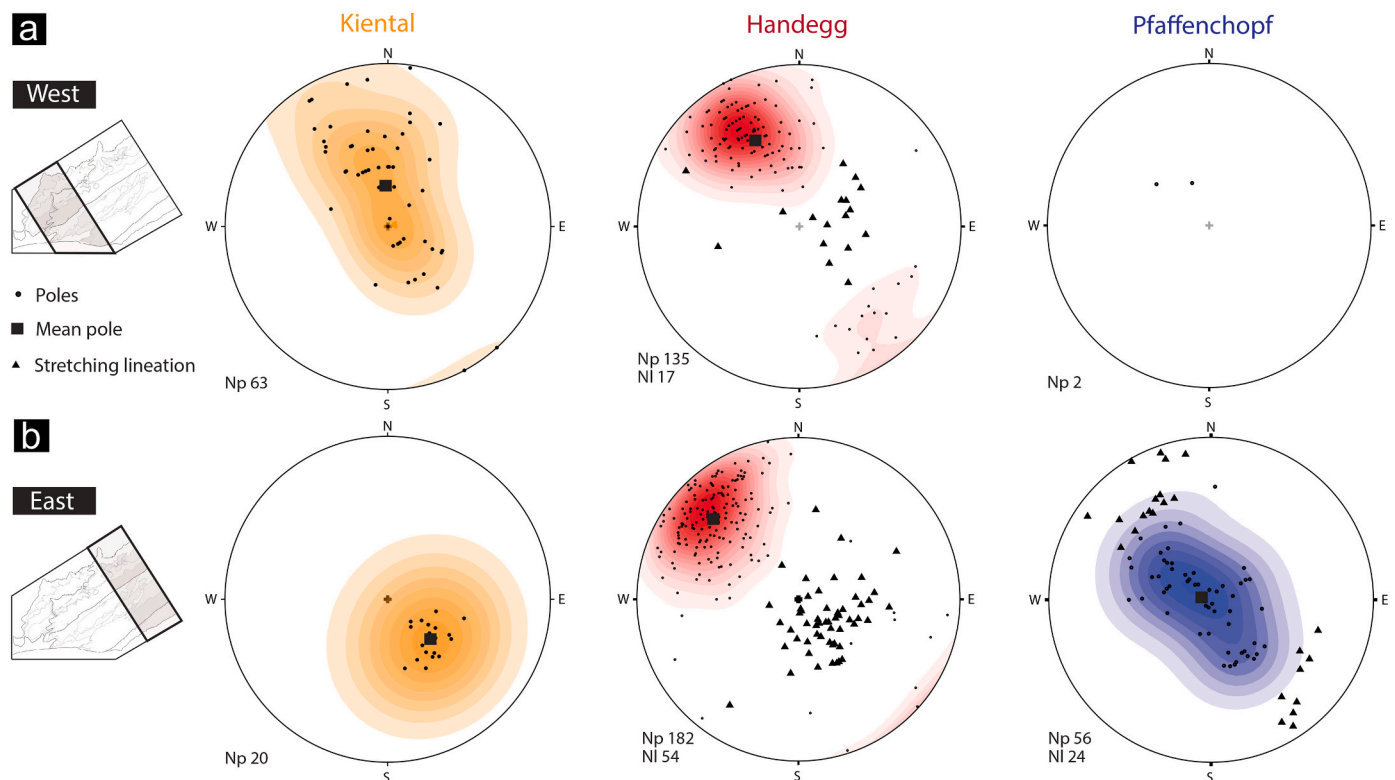 a
Kiental
Handegg
Pfaffenchopf
West
N
N
N
W
E
W
E
W
E
Poles
Mean pole
Stretching lineation
Np 63
Np 135
Nl 17
Np 2
S
S
S
b
East
N
N
N
W
E
W
E
W
E
Np 20
Np 182
Nl 54
Np 56
Nl 24
S
S
S